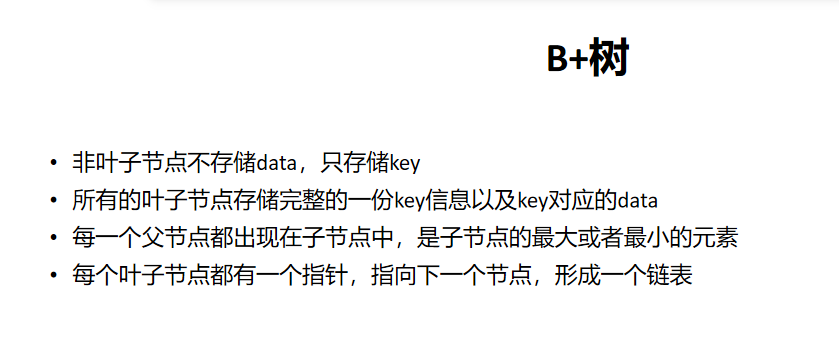 B+树
• 非叶子节点不存储data，只存储key
• 所有的叶子节点存储完整的一份key信息以及key对应的data
• 每一个父节点都出现在子节点中，是子节点的最大或者最小的元素
• 每个叶子节点都有一个指针，指向下一个节点，形成一个链表